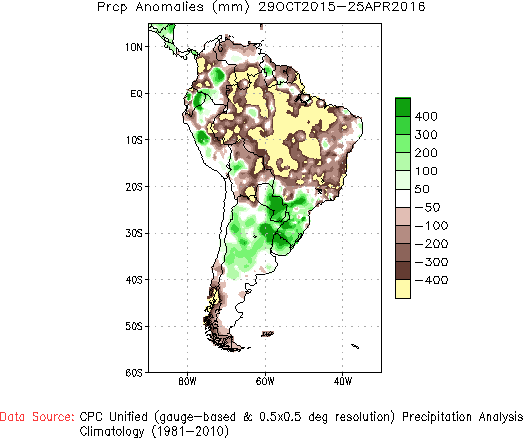 Prcp Anomalies (mm) 29OCT2015-25APR2016
10N
EQ
10S
20S
30S
40S
50S
60S
80W 60W 40W
400
300
200
100
50
-50
-100
-200
-300
-400
Data Source: CPC Unified (gauge-based & 0.5x0.5 deg resolution) Precipitation Analysis
Climatology (1981-2010)